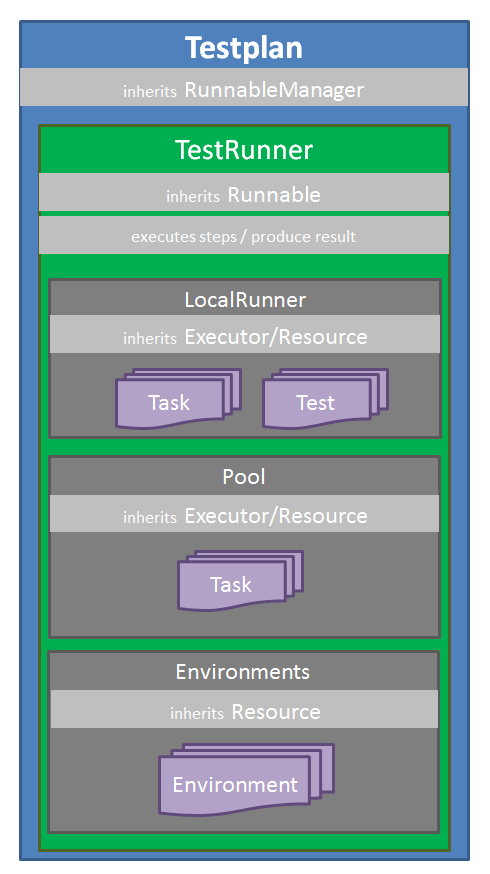 Testplan
inherits RunnableManager
TestRunner
inherits Runnable
executes steps / produce result
LocalRunner
inherits Executor/Resource
Task
Test
Pool
inherits Executor/Resource
Task
Environments
inherits Resource
Environment